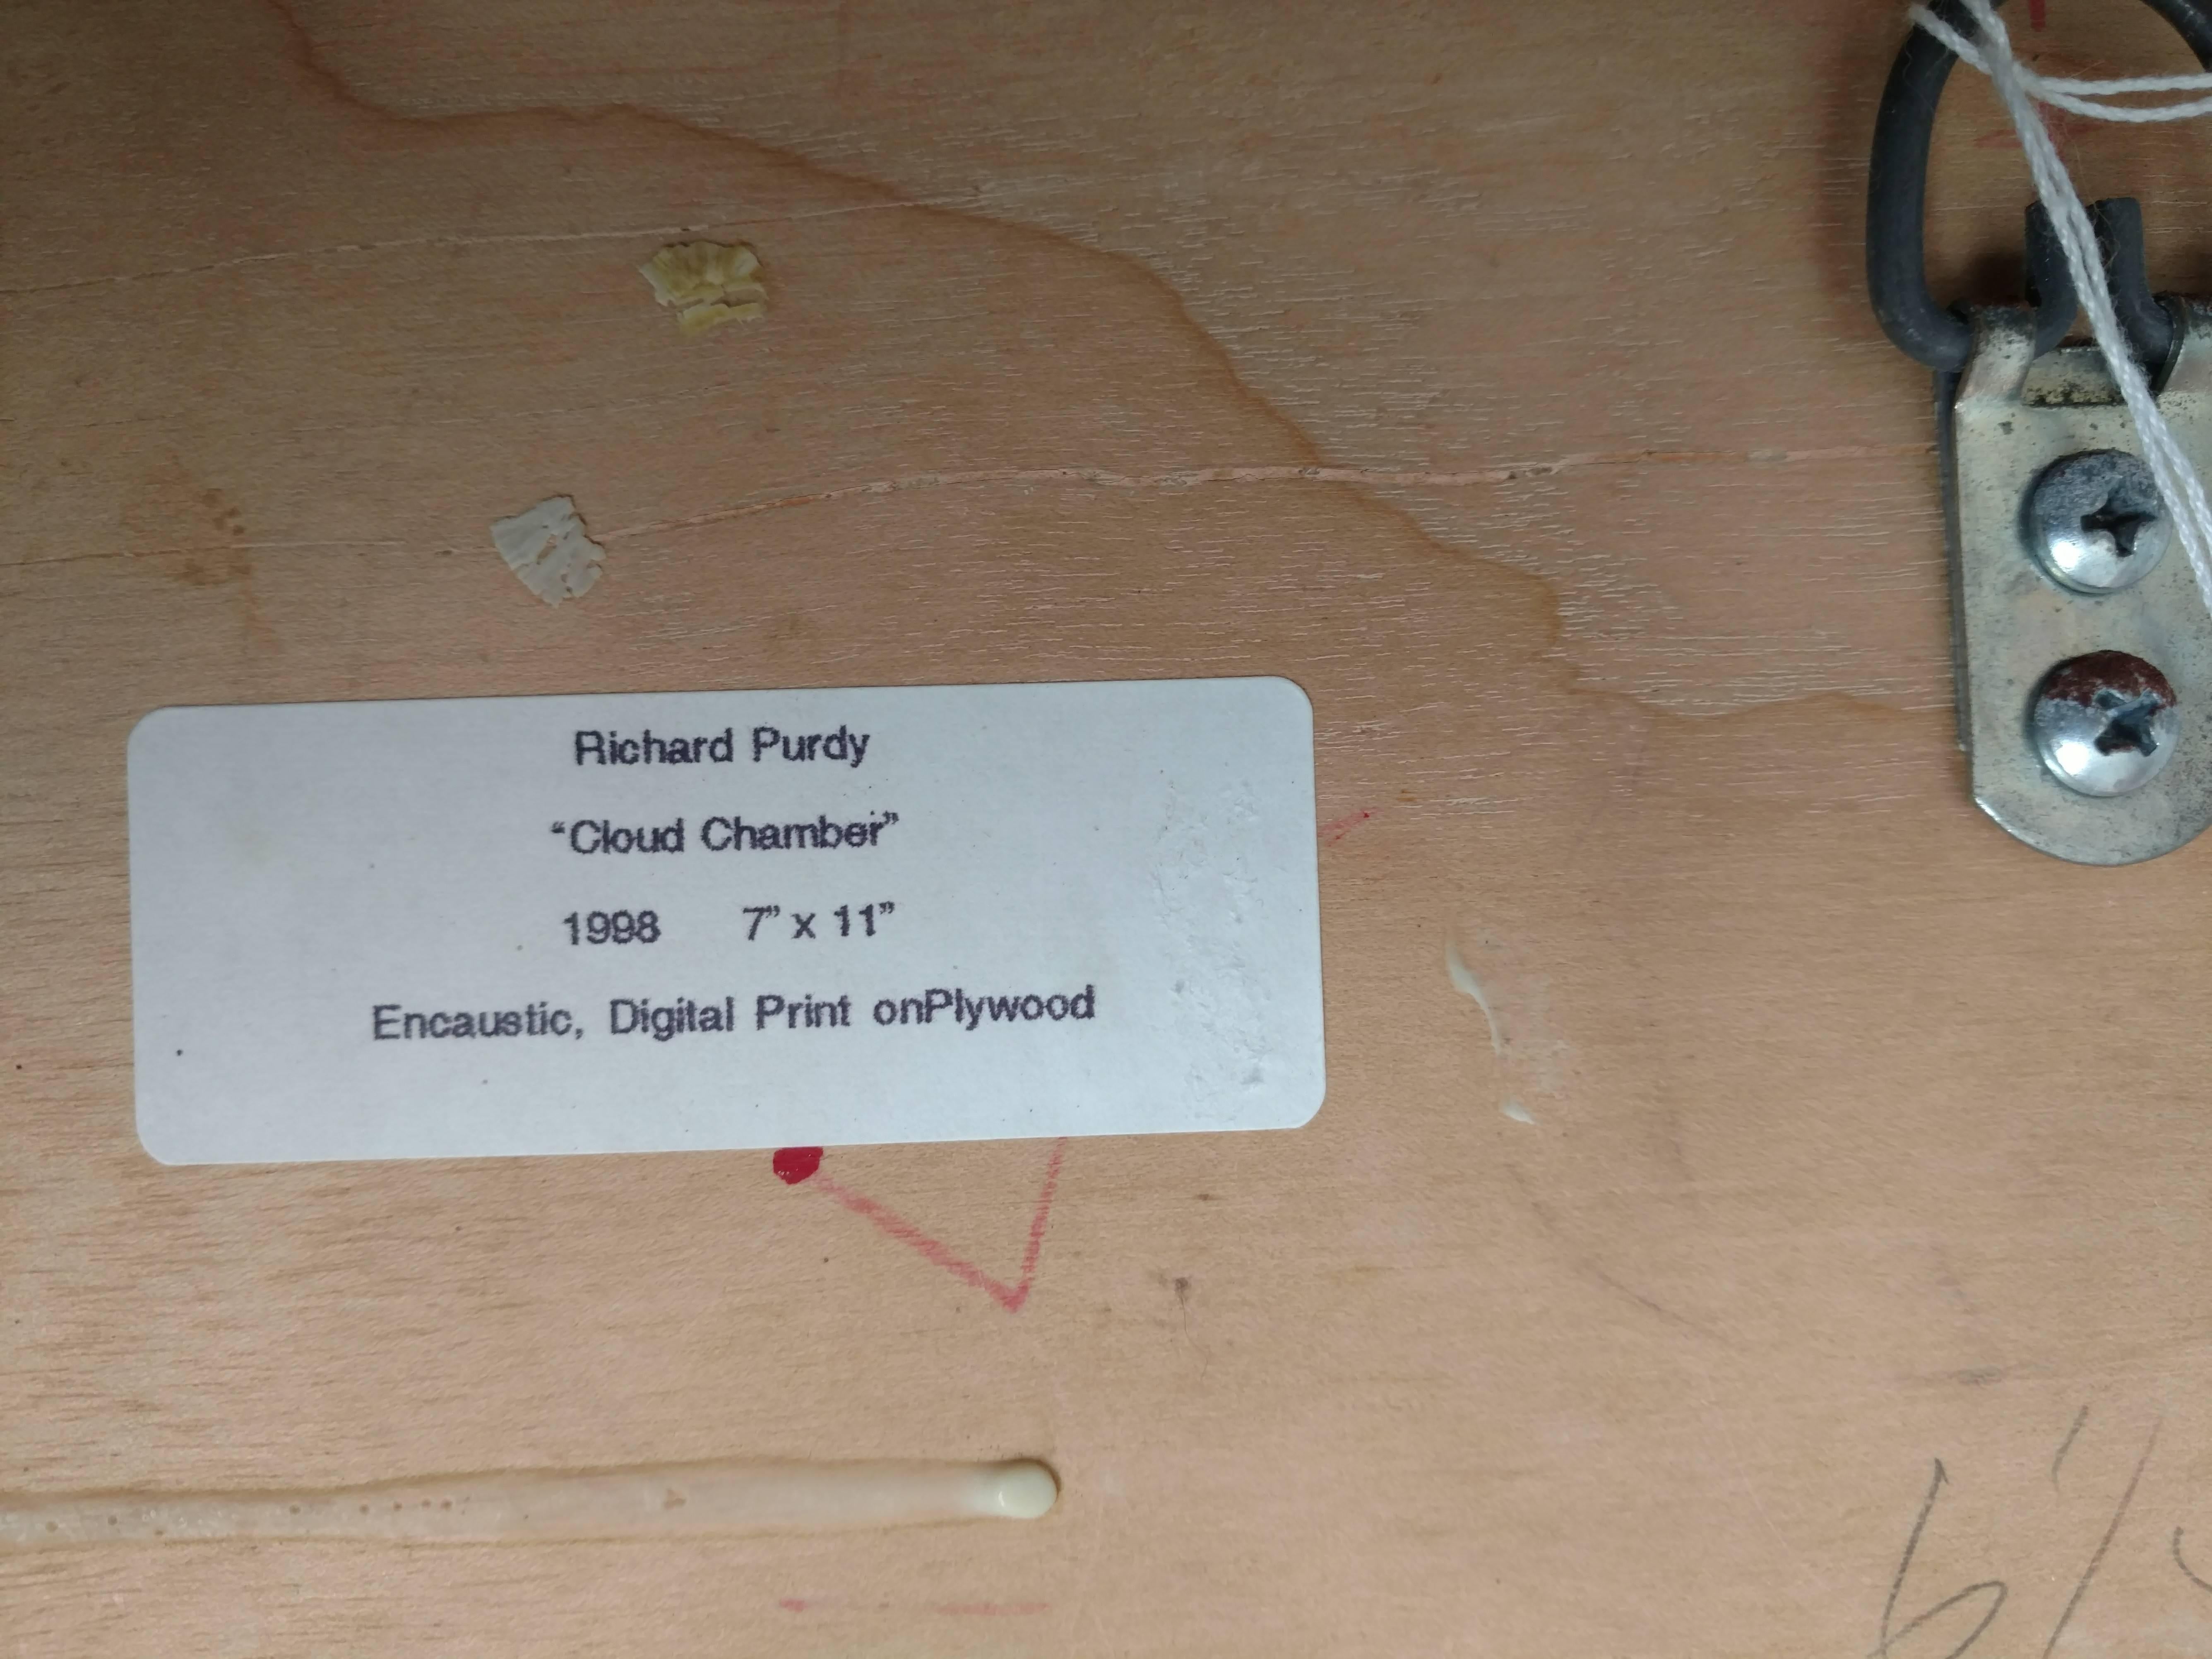 Richard Purdy
“Cloud Chamber”
1998 7” x 11”
Encaustic, Digital Print onPlywood